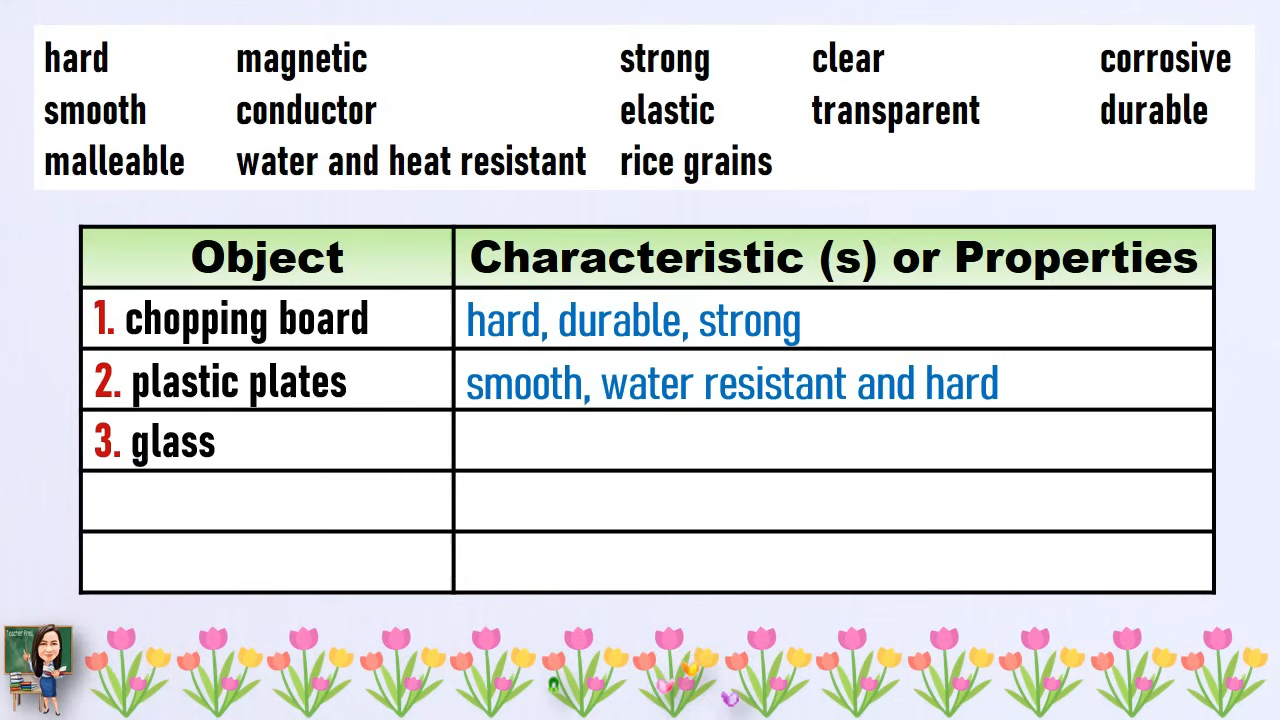 hard magnetic strong clear corrosive
smooth conductor elastic transparent durable
malleable water and heat resistant rice grains
Object Characteristic (s) or Properties
1. chopping board hard, durable, strong
2. plastic plates smooth, water resistant and hard
3. glass